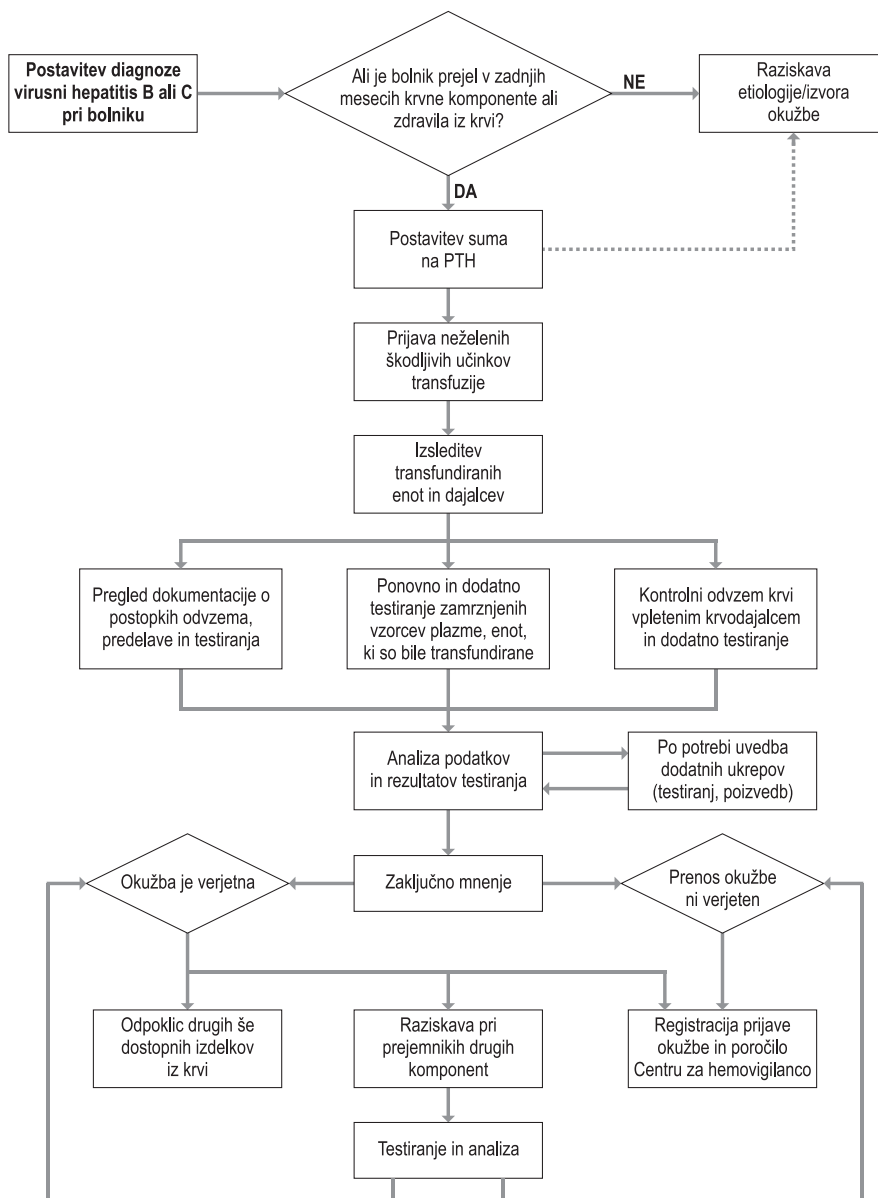 Postavitev diagnoze
virusni hepatitis B ali C
pri bolniku
Ali je bolnik prejel v zadnjih
mesecih krvne komponente ali
zdravila iz krvi?
NE
Raziskava
etiologije/izvora
okužbe
DA
Postavitev suma
na PTH
Prijava neželenih
škodljivih učinkov
transfuzije
Izsleditev
transfundiranih
enot in dajalcev
Pregled dokumentacije o
postopkih odvzema,
predelave in testiranja
Ponovno in dodatno
testiranje zamrznjenih
vzorcev plazme, enot,
ki so bile transfundirane
Kontrolni odvzem krvi
vpletenim krvodajalcem
in dodatno testiranje
Analiza podatkov
in rezultatov testiranja
Po potrebi uvedba
dodatnih ukrepov
(testiranj, poizvedb)
Okužba je verjetna
Zaključno mnenje
Prenos okužbe
ni verjeten
Odpoklic drugih še
dostopnih izdelkov
iz krvi
Raziskava pri
prejemnikih drugih
komponent
Registracija prijave
okužbe in poročilo
Centru za hemovigilanco
Testiranje in analiza